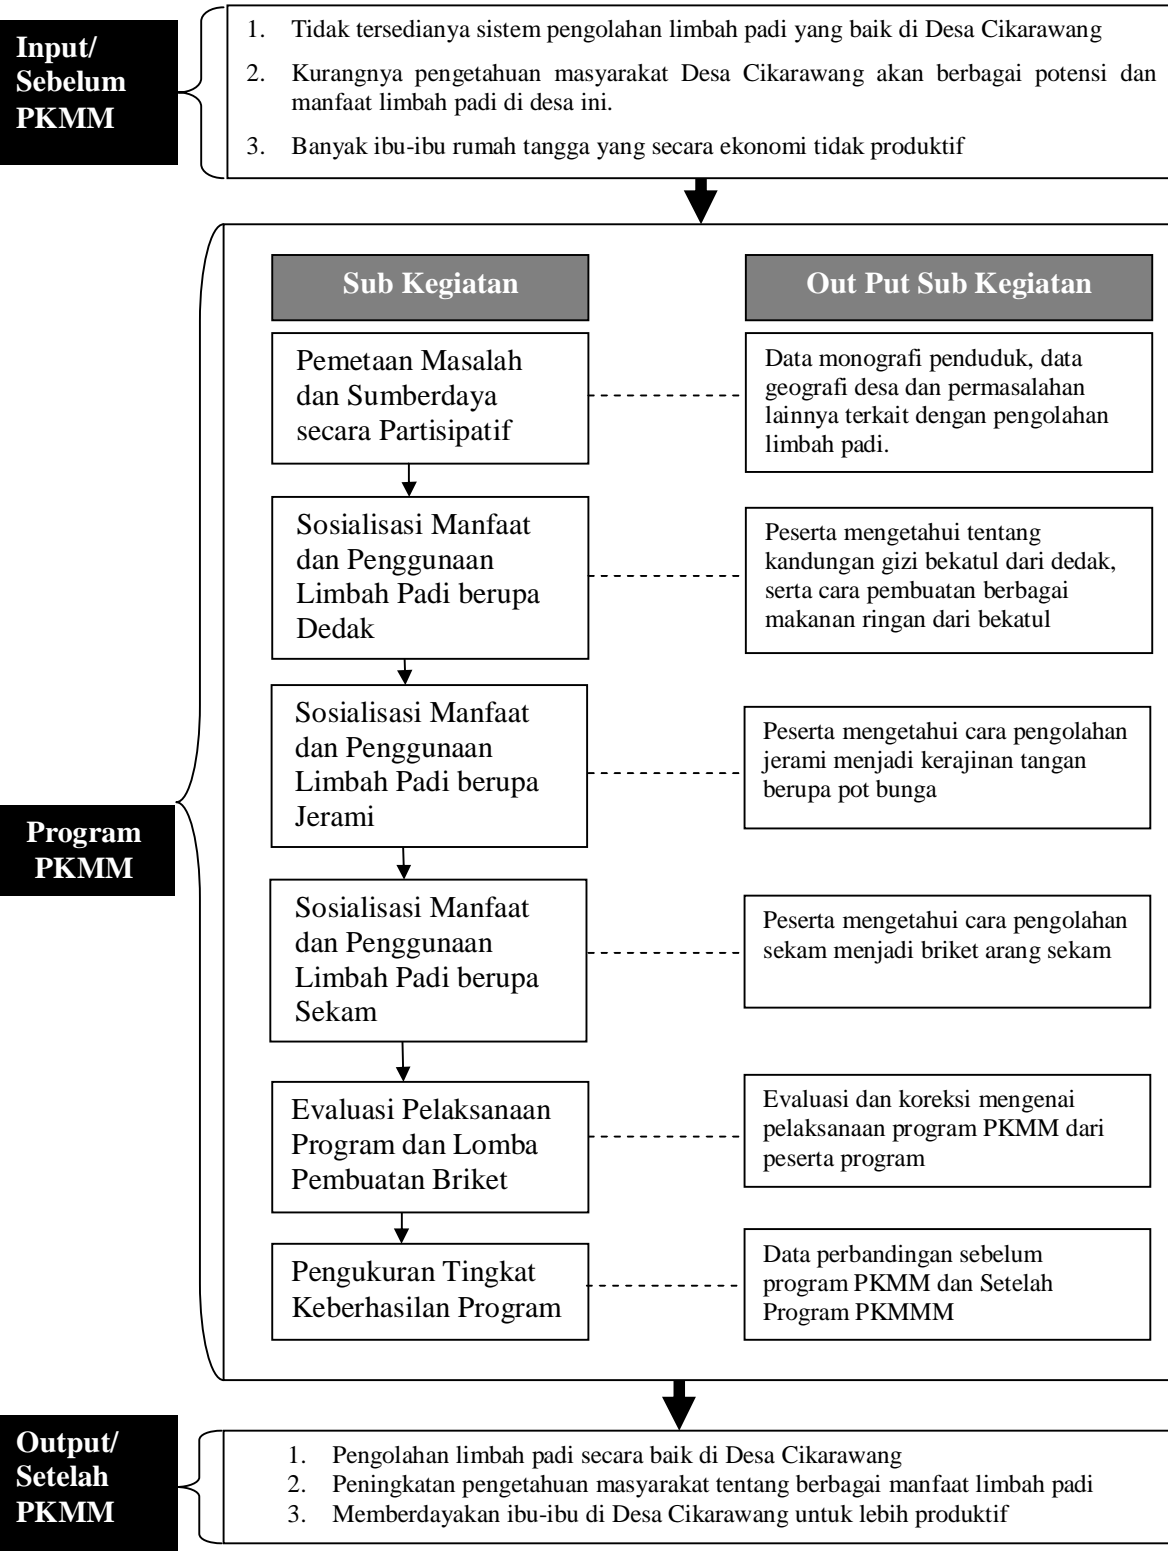 Input/
Sebelum
PKMM
1. Tidak tersedianya sistem pengolahan limbah padi yang baik di Desa Cikarawang
2. Kurangnya pengetahuan masyarakat Desa Cikarawang akan berbagai potensi dan
manfaat limbah padi di desa ini.
3. Banyak ibu-ibu rumah tangga yang secara ekonomi tidak produktif
Program
PKMM
Sub Kegiatan
Out Put Sub Kegiatan
Pemetaan Masalah
dan Sumberdaya
secara Partisipatif
Data monografi penduduk, data
geografi desa dan permasalahan
lainnya terkait dengan pengolahan
limbah padi.
Sosialisasi Manfaat
dan Penggunaan
Limbah Padi berupa
Dedak
Peserta mengetahui tentang
kandungan gizi bekatul dari dedak,
serta cara pembuatan berbagai
makanan ringan dari bekatul
Sosialisasi Manfaat
dan Penggunaan
Limbah Padi berupa
Jerami
Peserta mengetahui cara pengolahan
jerami menjadi kerajinan tangan
berupa pot bunga
Sosialisasi Manfaat
dan Penggunaan
Limbah Padi berupa
Sekam
Peserta mengetahui cara pengolahan
sekam menjadi briket arang sekam
Evaluasi Pelaksanaan
Program dan Lomba
Pembuatan Briket
Evaluasi dan koreksi mengenai
pelaksanaan program PKMM dari
peserta program
Pengukuran Tingkat
Keberhasilan Program
Data perbandingan sebelum
program PKMM dan Setelah
Program PKMMM
Output/
Setelah
PKMM
1. Pengolahan limbah padi secara baik di Desa Cikarawang
2. Peningkatan pengetahuan masyarakat tentang berbagai manfaat limbah padi
3. Memberdayakan ibu-ibu di Desa Cikarawang untuk lebih produktif